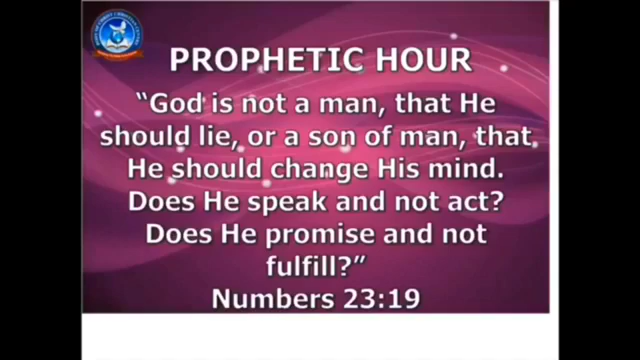 PROPHETIC HOUR
“God is not a man, that He
should lie, or a son of man, that
He should change His mind.
Does He speak and not act?
Does He promise and not
fulfill?”
Numbers 23:19